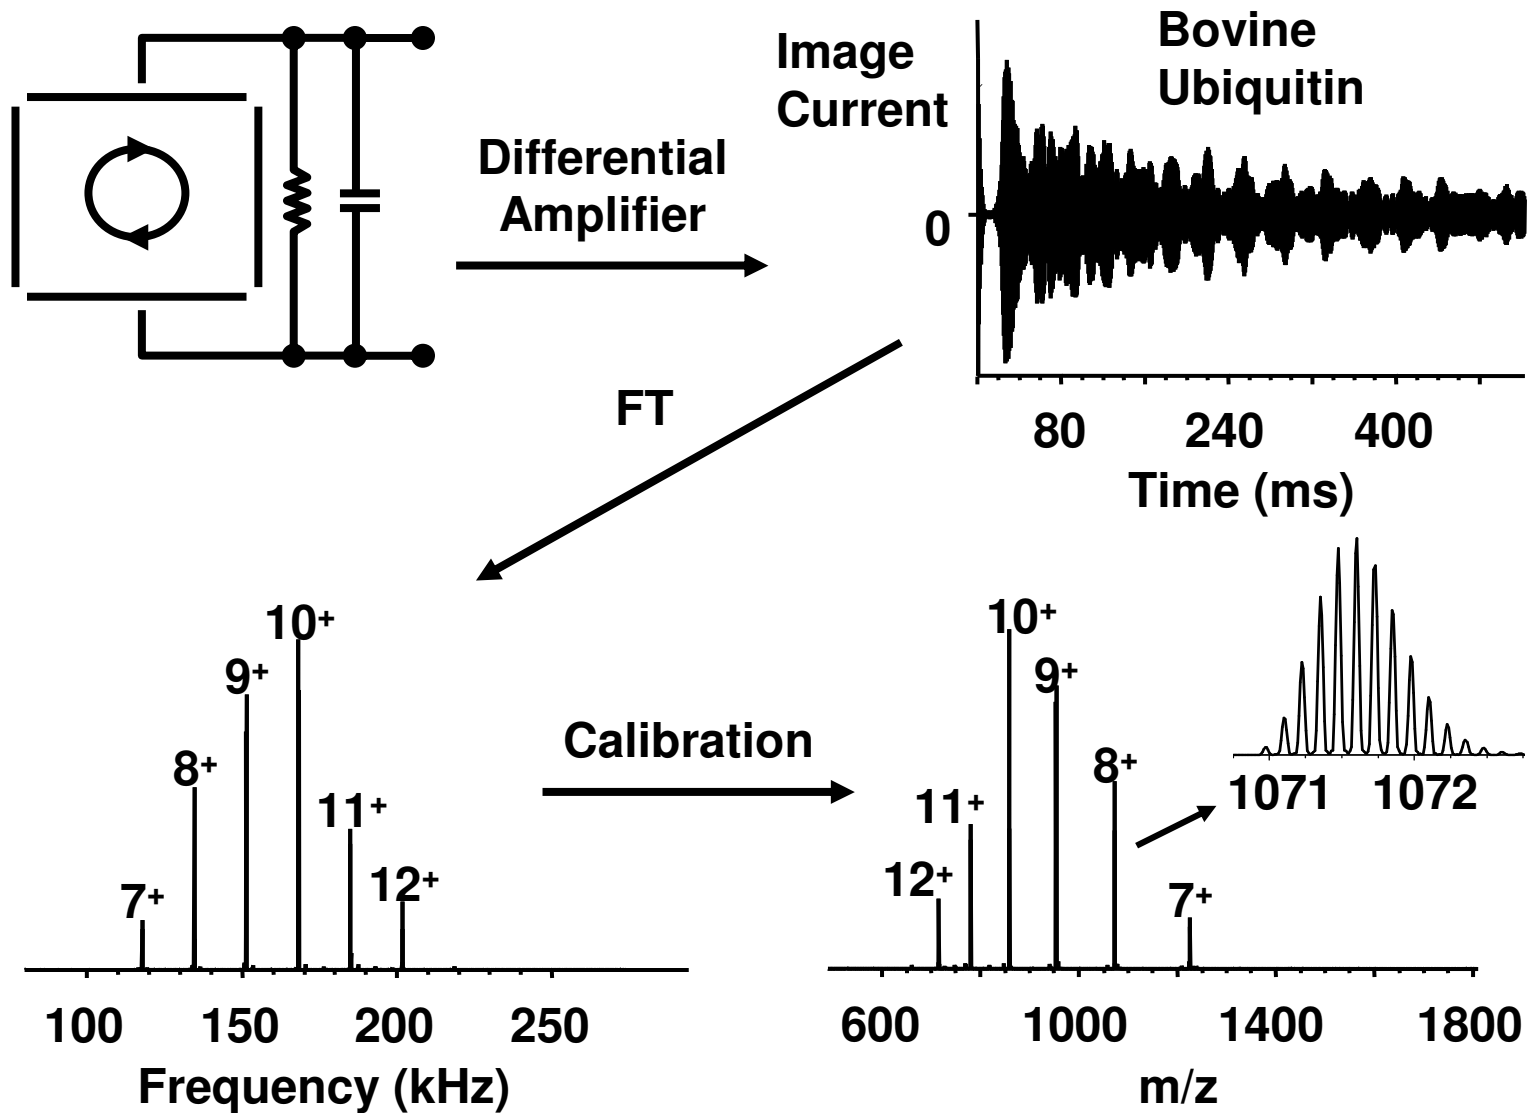 Image
Current
Bovine
Ubiquitin
Differential
Amplifier
0
80 240 400
Time (ms)
FT
10+
9+
8+
11+
12+
7+
100 150 200 250
Frequency (kHz)
Calibration
10+
9+
8+
11+
12+
7+
1071 1072
600 1000 1400 1800
m/z